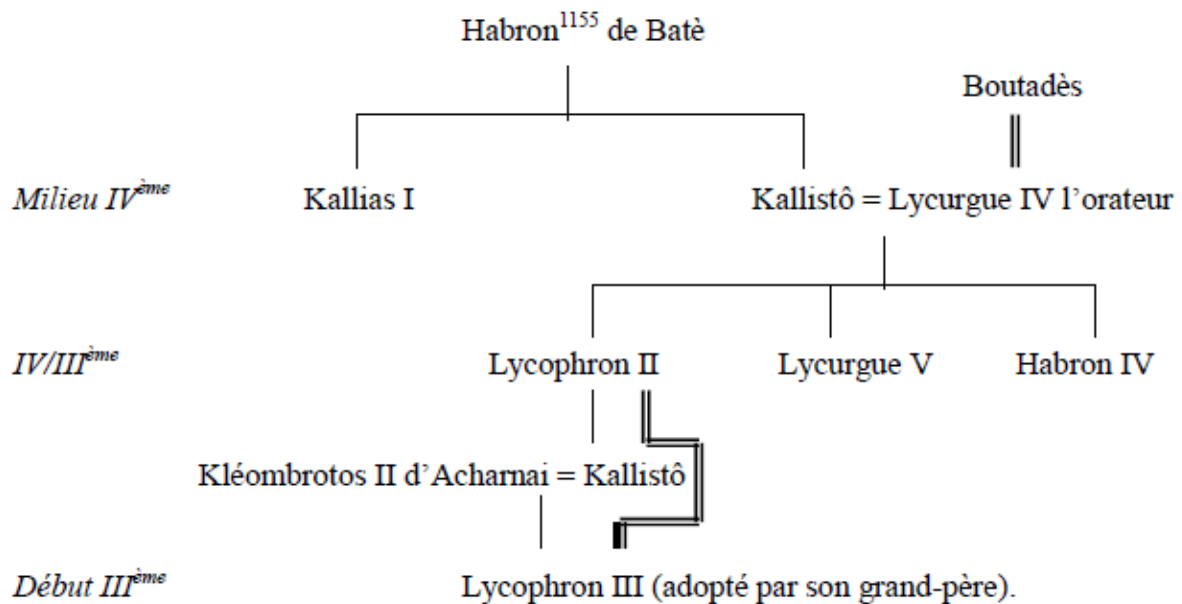 Habron1155 de Batè
Boutadès
Milieu IVème Kallias I Kallistô = Lycurgue IV l’orateur
IV/IIIème Lycophron II Lycurgue V Habron IV
Kléombrotos II d’Acharnai = Kallistô
Début IIIème Lycophron III (adopté par son grand-père).